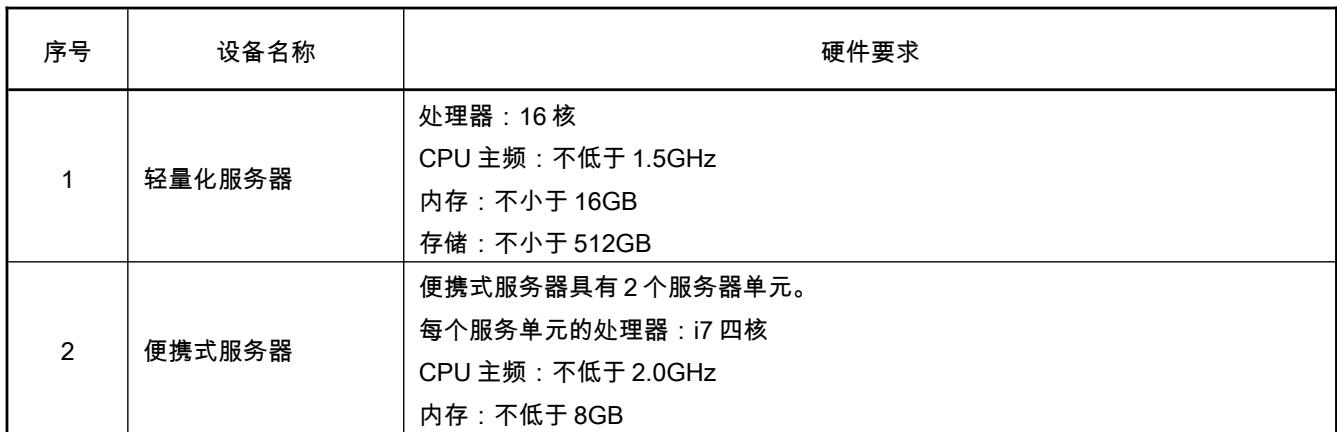 序号 设备名称 硬件要求
1 轻量化服务器
处理器：16 核
CPU 主频：不低于 1.5GHz
内存：不小于 16GB
存储：不小于 512GB
2 便携式服务器
便携式服务器具有 2 个服务器单元。
每个服务单元的处理器：i7 四核
CPU 主频：不低于 2.0GHz
内存：不低于 8GB